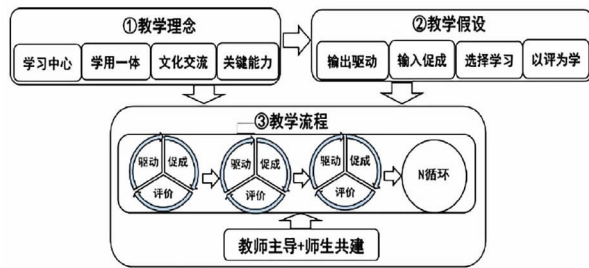 ①教学理念
②教学假设
学习中心 学用一体 文化交流 关键能力
输出驱动 输入促成 选择学习 以评为学
③教学流程
驱动 促成 驱动 促成 驱动 促成 N循环
评价 评价 评价
教师主导+师生共建